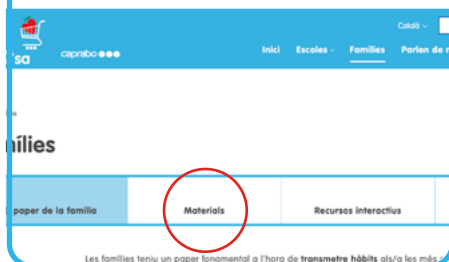 Català
'sa caprabo
Inici Escoles Famílies Parlen de
nílies
paper de la família Materials Recursos interactius
Les famílies teniu un paper fonamental a l'hora de transmetre hàbits als/a les més